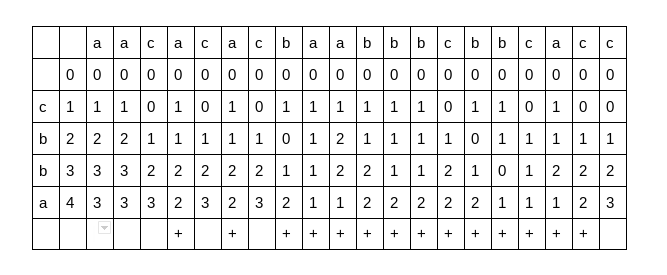 a a c a c a c b a a b b b c b b c a c c
0 0 0 0 0 0 0 0 0 0 0 0 0 0 0 0 0 0 0 0 0
c 1 1 1 0 1 0 1 0 1 1 1 1 1 1 0 1 1 0 1 0 0
b 2 2 2 1 1 1 1 1 0 1 2 1 1 1 1 0 1 1 1 1 1
b 3 3 3 2 2 2 2 2 1 1 2 2 1 1 2 1 0 1 2 2 2
a 4 3 3 3 2 3 2 3 2 1 1 2 2 2 2 2 1 1 1 2 3
+ + + + + + + + + + + + + +